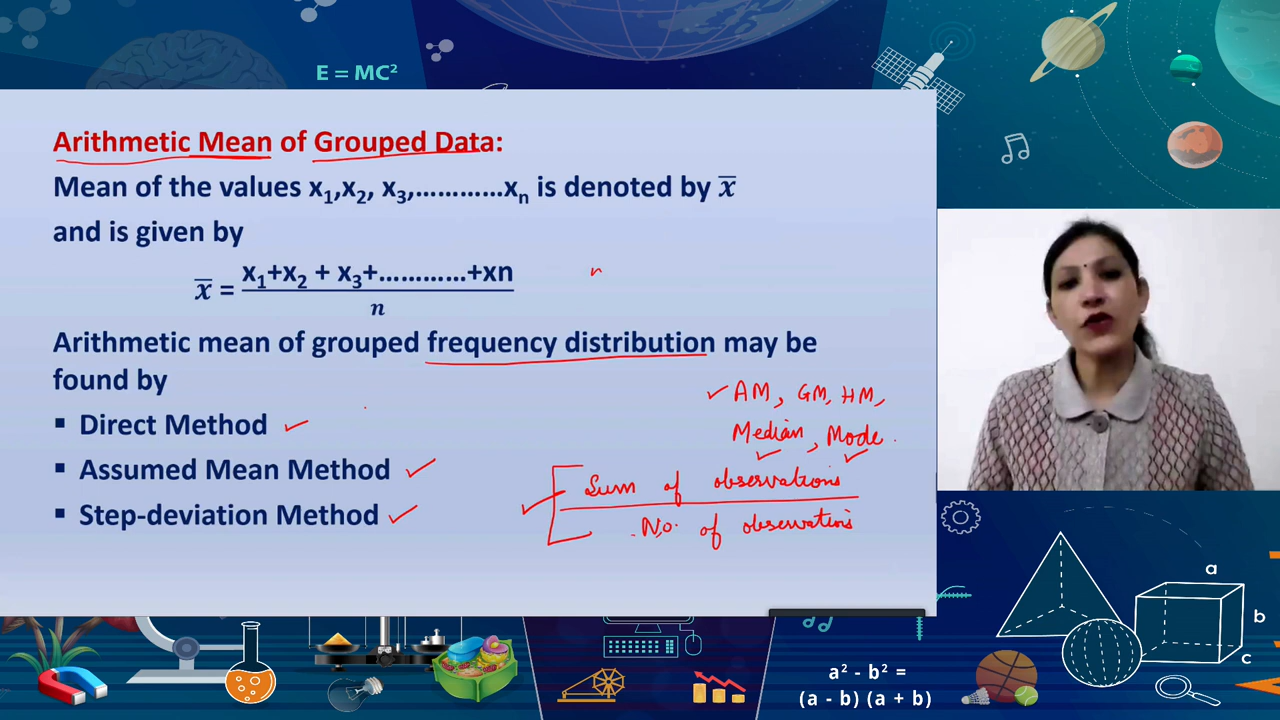 E = MC²
Arithmetic Mean of Grouped Data:
Mean of the values x₁,x₂, x₃,…………xₙ is denoted by x̅
and is given by
x̅ = x₁+x₂ + x₃+…………+xn
n
Arithmetic mean of grouped frequency distribution may be
found by
▪ Direct Method
▪ Assumed Mean Method
▪ Step-deviation Method
AM, GM, HM,
Median, Mode.
Sum of observations
No. of observations
a
b
c
a² - b² =
(a - b) (a + b)